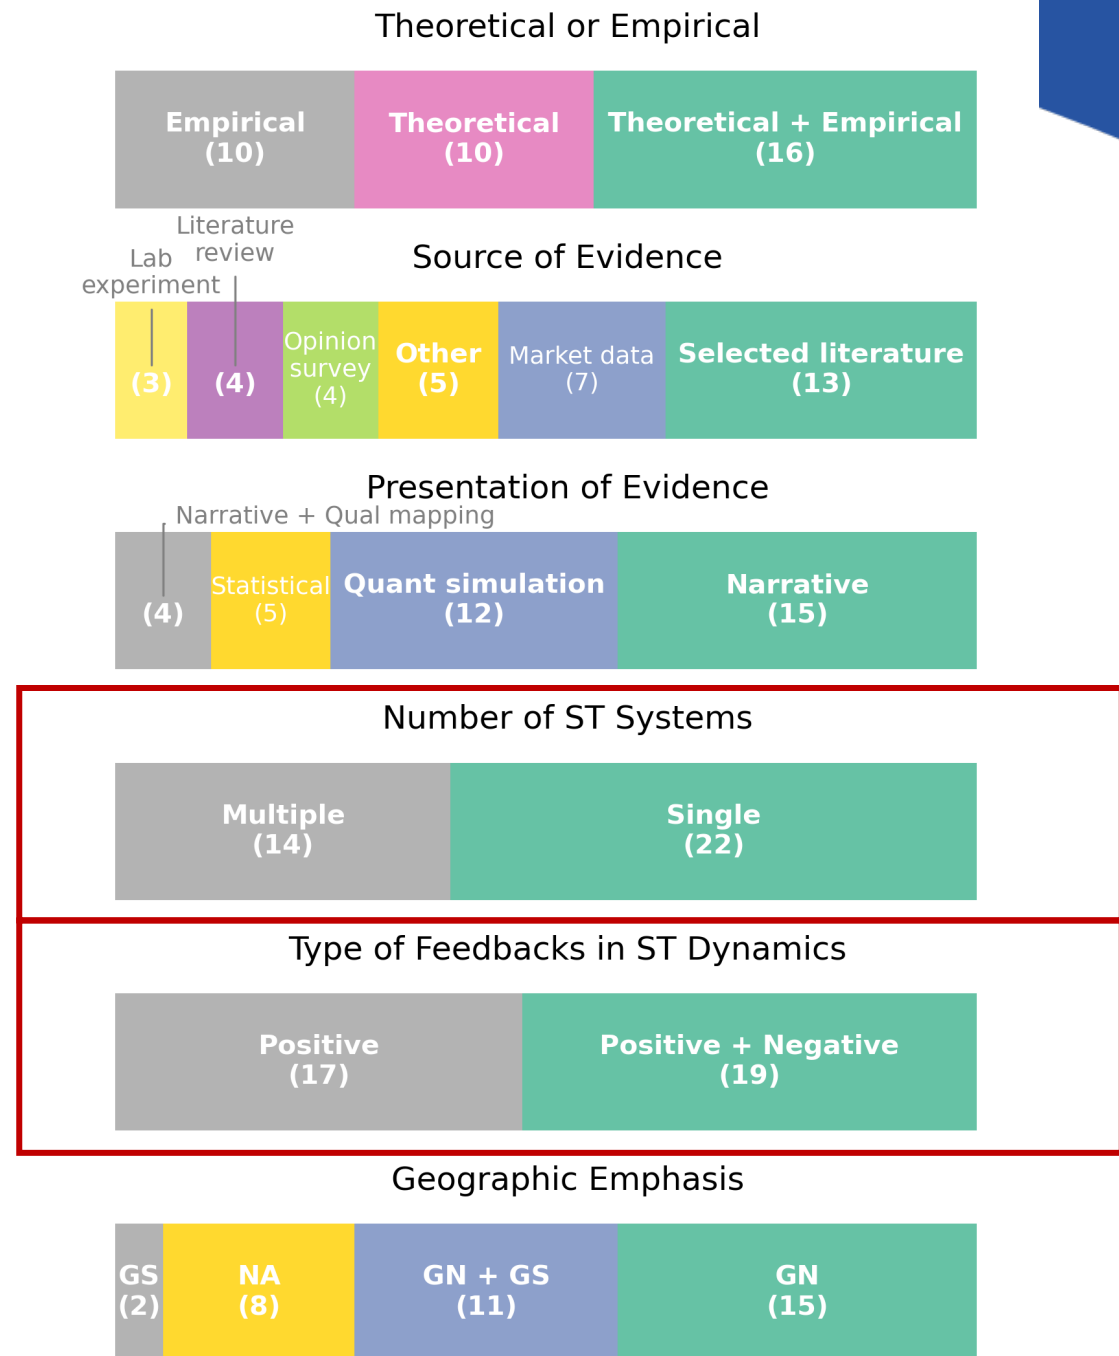 Theoretical or Empirical
Empirical
(10)
Theoretical
(10)
Theoretical + Empirical
(16)
Source of Evidence
Lab
experiment
(3)
Literature
review
(4)
Opinion
survey
(4)
Other
(5)
Market data
(7)
Selected literature
(13)
Presentation of Evidence
Narrative + Qual mapping
(4)
Statistical
(5)
Quant simulation
(12)
Narrative
(15)
Number of ST Systems
Multiple
(14)
Single
(22)
Type of Feedbacks in ST Dynamics
Positive
(17)
Positive + Negative
(19)
Geographic Emphasis
GS
(2)
NA
(8)
GN + GS
(11)
GN
(15)